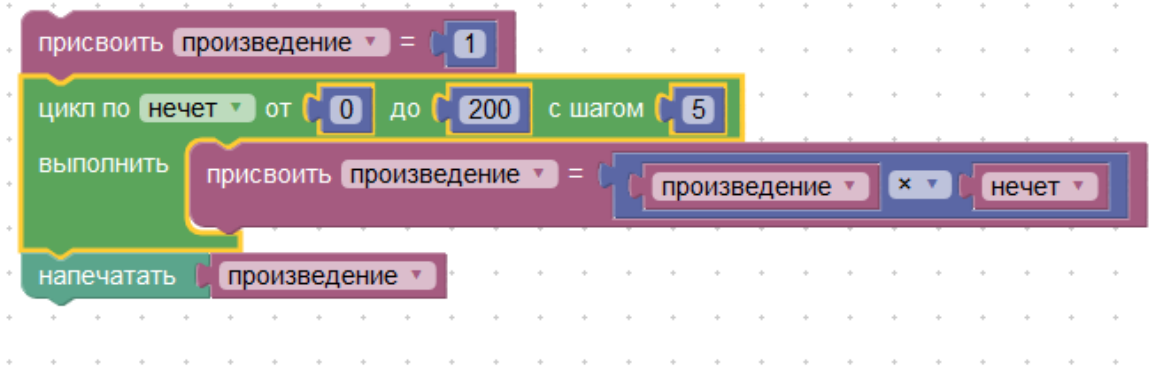 присвоить произведение = 1
цикл по нечет от 0 до 200 с шагом 5
выполнить присвоить произведение = произведение × нечет
напечатать произведение